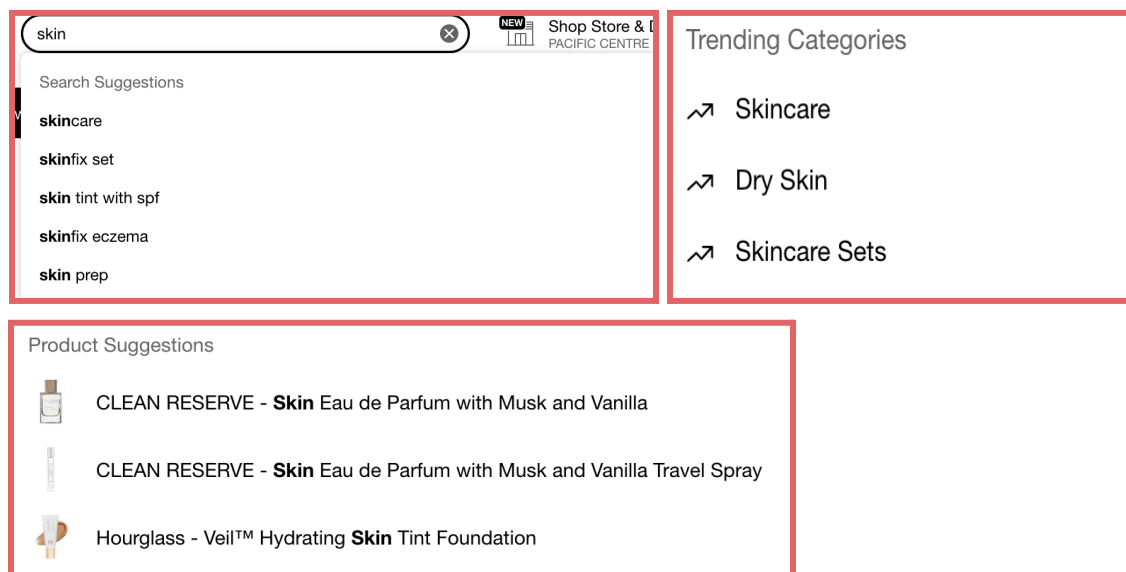 skin
NEW
Shop Store &
PACIFIC CENTRE
Search Suggestions
skincare
skinfix set
skin tint with spf
skinfix eczema
skin prep
Trending Categories
Skincare
Dry Skin
Skincare Sets
Product Suggestions
CLEAN RESERVE - Skin Eau de Parfum with Musk and Vanilla
CLEAN RESERVE - Skin Eau de Parfum with Musk and Vanilla Travel Spray
Hourglass - Veil™ Hydrating Skin Tint Foundation